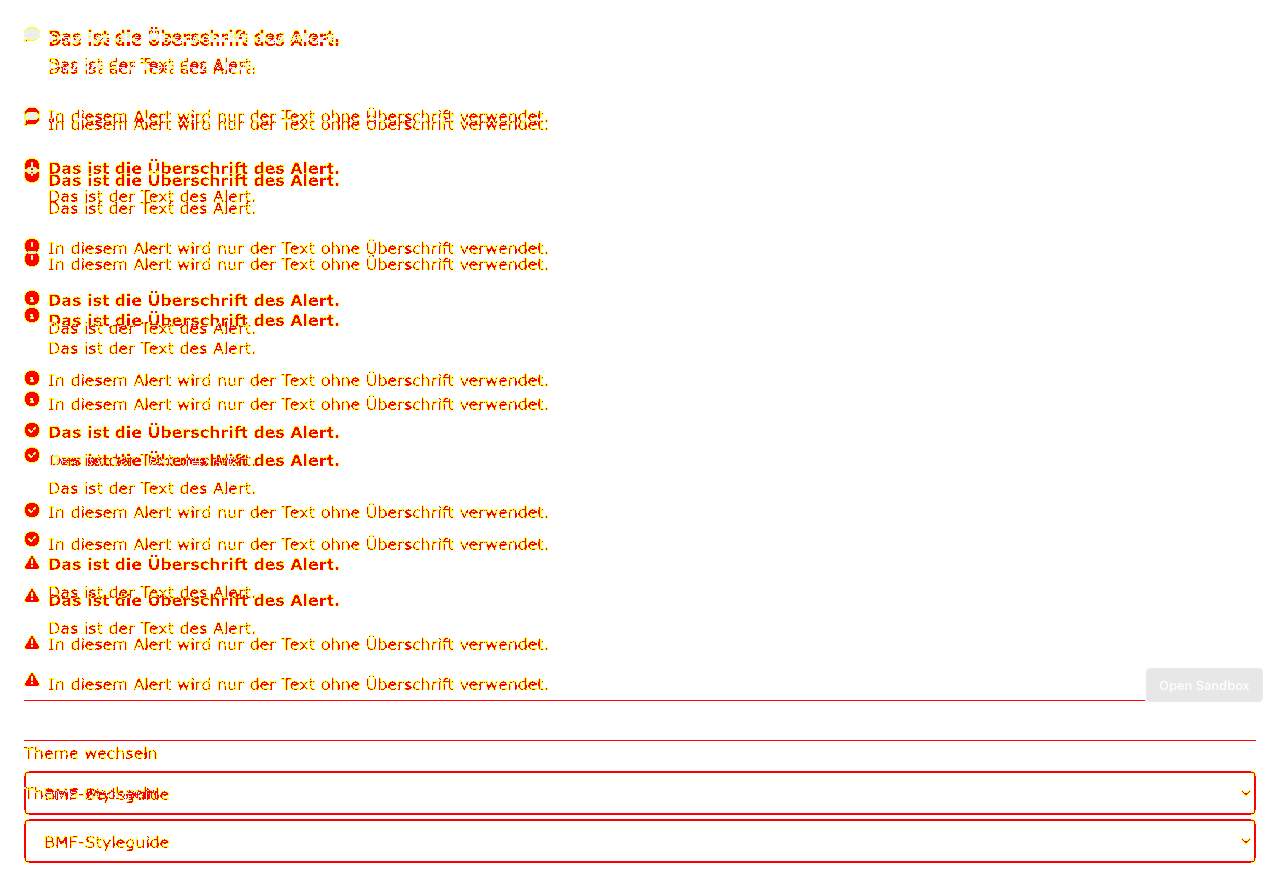 Das ist die Überschrift des Alert.
Das ist der Text des Alert.
In diesem Alert wird nur der Text ohne Überschrift verwendet.
In diesem Alert wird nur der Text ohne Überschrift verwendet.
Das ist die Überschrift des Alert.
Das ist die Überschrift des Alert.
Das ist der Text des Alert.
Das ist der Text des Alert.
In diesem Alert wird nur der Text ohne Überschrift verwendet.
In diesem Alert wird nur der Text ohne Überschrift verwendet.
Das ist die Überschrift des Alert.
Das ist die Überschrift des Alert.
Das ist der Text des Alert.
Das ist der Text des Alert.
In diesem Alert wird nur der Text ohne Überschrift verwendet.
In diesem Alert wird nur der Text ohne Überschrift verwendet.
Das ist die Überschrift des Alert.
des Alert.
Das ist der Text des Alert.
In diesem Alert wird nur der Text ohne Überschrift verwendet.
In diesem Alert wird nur der Text ohne Überschrift verwendet.
Das ist die Überschrift des Alert.
Das ist der Text des Alert.
Das ist die Überschrift des Alert.
Das ist der Text des Alert.
In diesem Alert wird nur der Text ohne Überschrift verwendet.
In diesem Alert wird nur der Text ohne Überschrift verwendet.
Open Sandbox
Theme wechseln
BMF-Styleguide